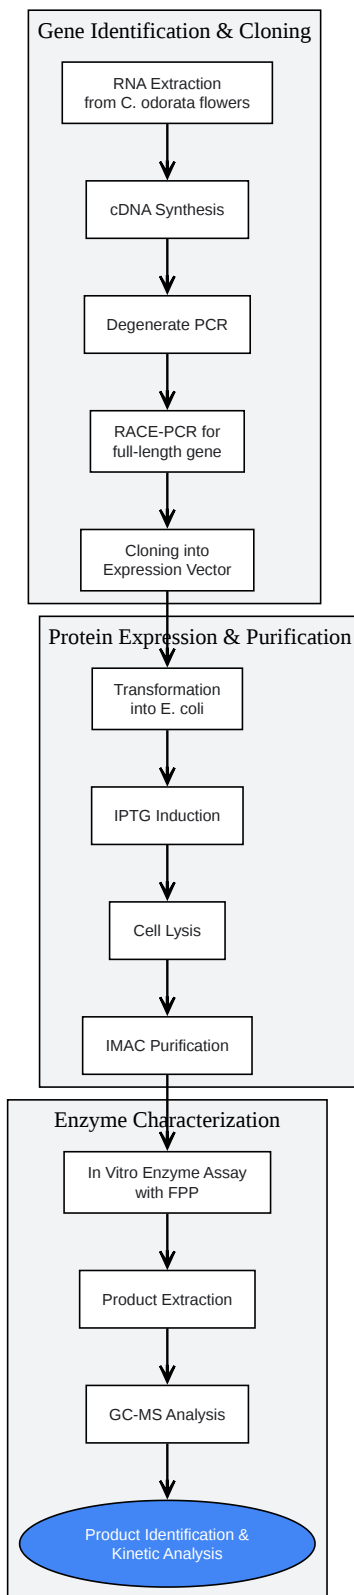 Gene Identification & Cloning
RNA Extraction
from C. odorata flowers
cDNA Synthesis
Degenerate PCR
RACE-PCR for
full-length gene
Cloning into
Expression Vector
Protein Expression & Purification
Transformation
into E. coli
IPTG Induction
Cell Lysis
IMAC Purification
Enzyme Characterization
In Vitro Enzyme Assay
with FPP
Product Extraction
GC-MS Analysis
Product Identification &
Kinetic Analysis